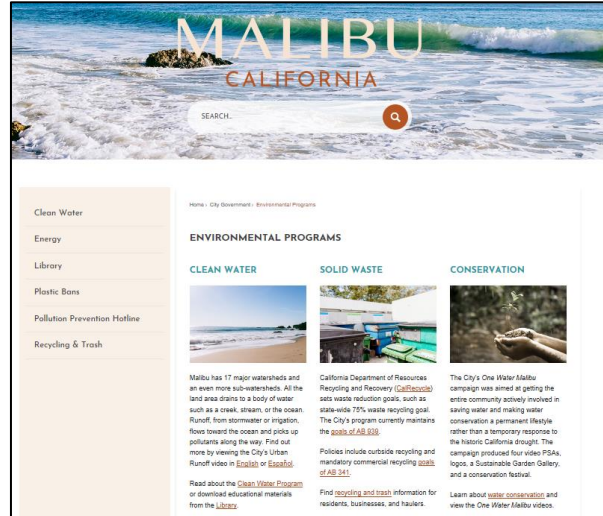 MALIBU
CALIFORNIA
SEARCH...
Clean Water
Energy
Library
Plastic Bans
Pollution Prevention Hotline
Recycling & Trash
Home › City Government › Environmental Programs
ENVIRONMENTAL PROGRAMS
CLEAN WATER
Malibu has 17 major watersheds and
an even more sub-watersheds. All the
land area drains to a body of water
such as a creek, stream, or the ocean.
Runoff, from stormwater or irrigation,
flows toward the ocean and picks up
pollutants along the way. Find out
more by viewing the City's Urban
Runoff video in English or Español.
Read about the Clean Water Program
or download educational materials
from the Library.
SOLID WASTE
California Department of Resources
Recycling and Recovery (CalRecycle)
sets waste reduction goals, such as
state-wide 75% waste recycling goal.
The City's program currently maintains
the goals of AB 939.
Policies include curbside recycling and
mandatory commercial recycling goals
of AB 341.
Find recycling and trash information for
residents, businesses, and haulers.
CONSERVATION
The City's One Water Malibu
campaign was aimed at getting the
entire community actively involved in
saving water and making water
conservation a permanent lifestyle
rather than a temporary response to
the historic California drought. The
campaign produced four video PSAs,
logos, a Sustainable Garden Gallery,
and a conservation festival.
Learn about water conservation and
view the One Water Malibu videos.